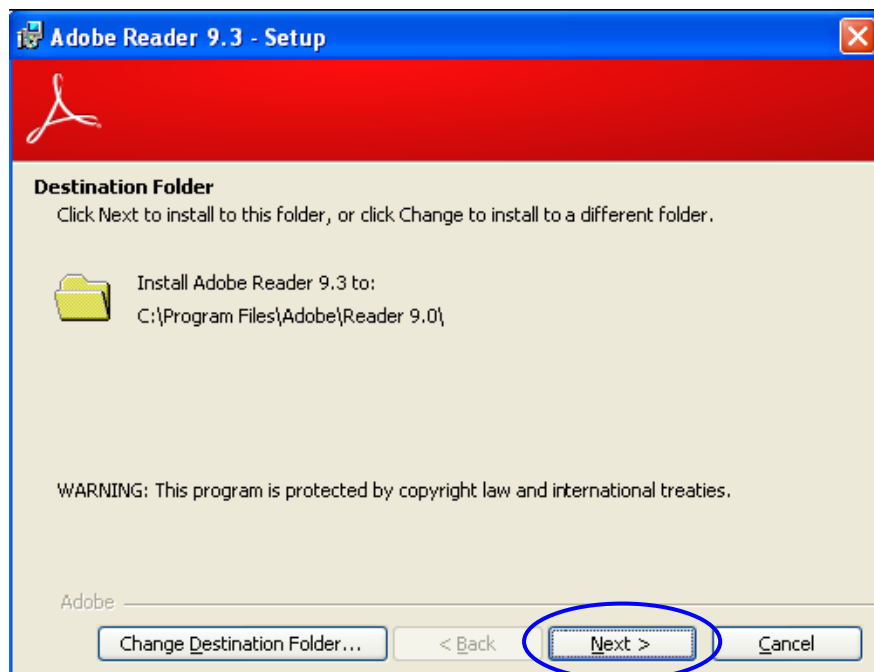 Adobe Reader 9.3 - Setup
Destination Folder
Click Next to install to this folder, or click Change to install to a different folder.
Install Adobe Reader 9.3 to:
C:\Program Files\Adobe\Reader 9.0\
WARNING: This program is protected by copyright law and international treaties.
Adobe
Change Destination Folder... < Back Next > Cancel